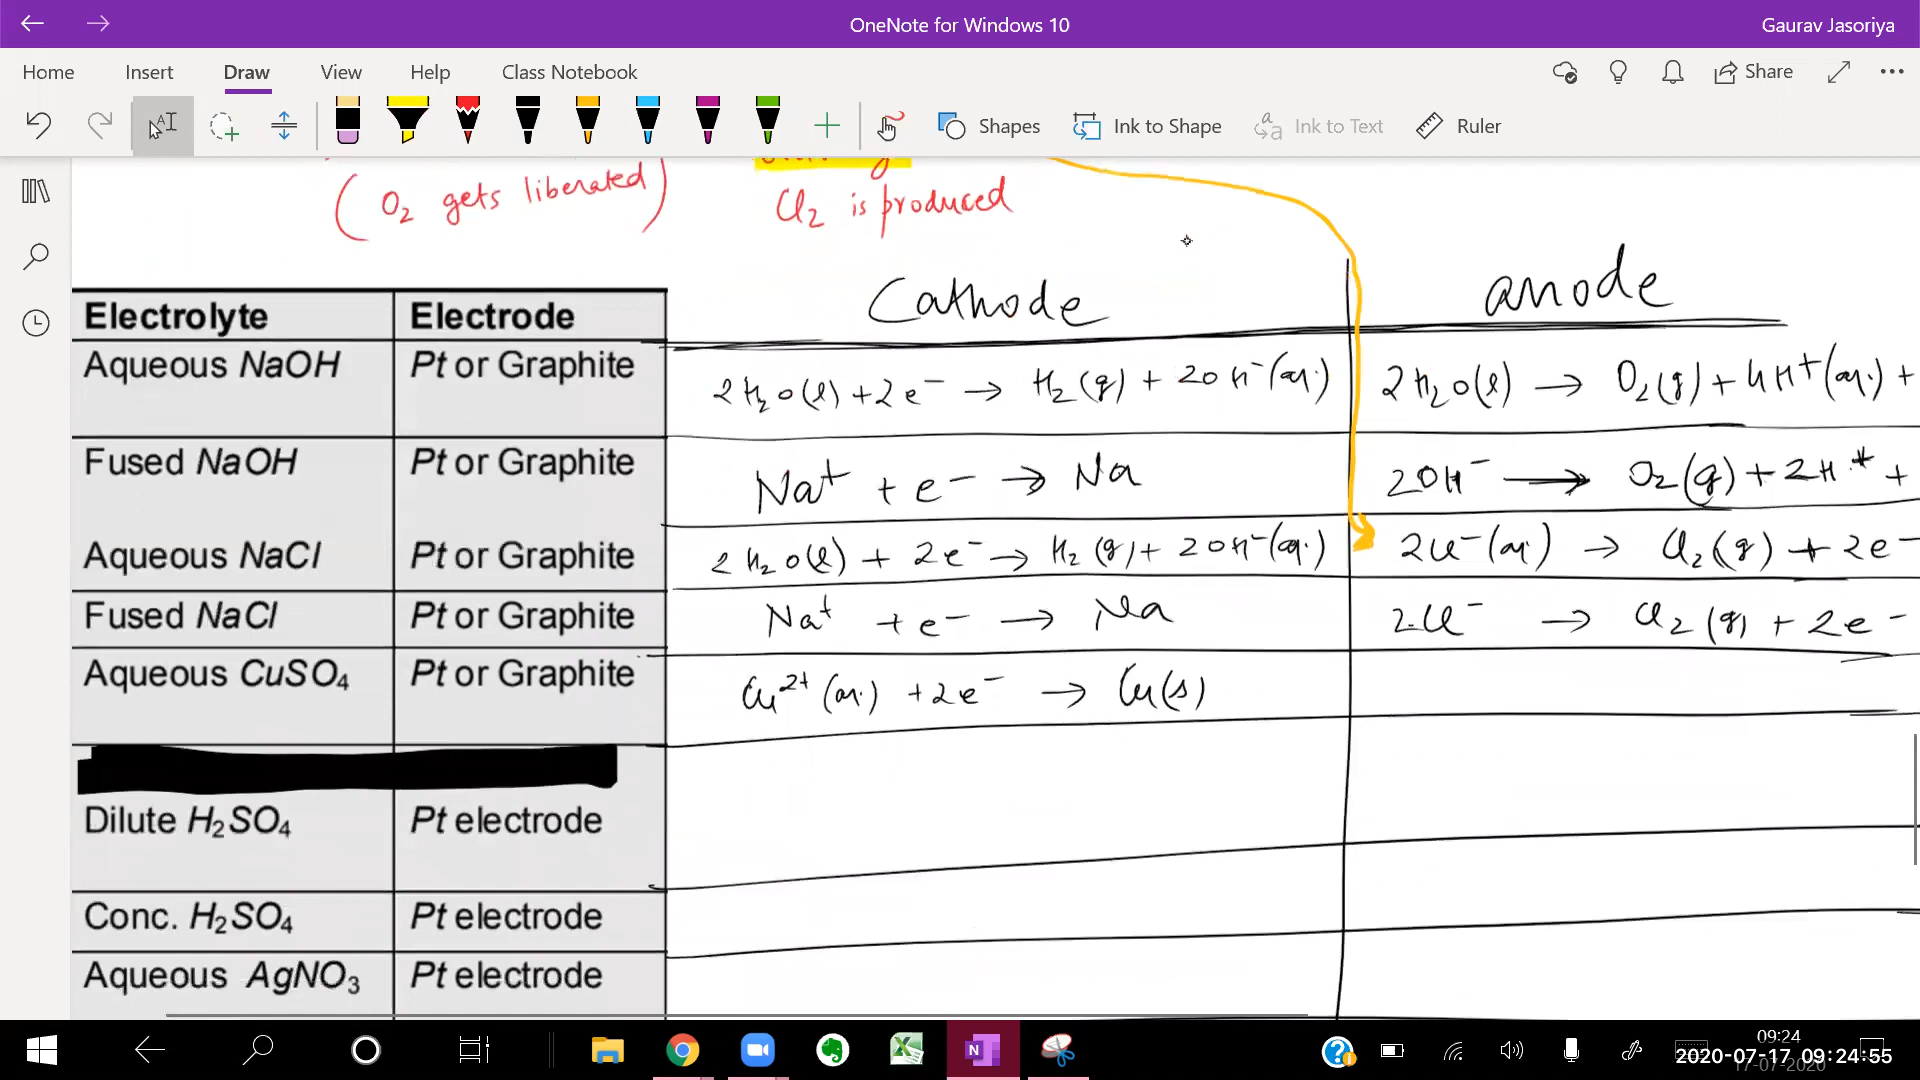 OneNote for Windows 10
Gaurav Jasoriya
Home Insert Draw View Help Class Notebook
Share
Shapes Ink to Shape Ink to Text Ruler
( O₂ gets liberated)
Cl₂ is produced
Electrolyte Electrode Cathode anode
Aqueous NaOH Pt or Graphite 2H₂O(l) + 2e⁻ → H₂(g) + 2OH⁻(aq.) 2H₂O(l) → O₂(g) + 4H⁺(aq.) +
Fused NaOH Pt or Graphite Na⁺ + e⁻ → Na 2OH⁻ → O₂(g) + 2H⁺ +
Aqueous NaCl Pt or Graphite 2H₂O(l) + 2e⁻ → H₂(g) + 2OH⁻(aq.) 2Cl⁻(aq.) → Cl₂(g) + 2e⁻
Fused NaCl Pt or Graphite Na⁺ + e⁻ → Na 2Cl⁻ → Cl₂(g) + 2e⁻
Aqueous CuSO₄ Pt or Graphite Cu²⁺(aq.) + 2e⁻ → Cu(s)
Dilute H₂SO₄ Pt electrode
Conc. H₂SO₄ Pt electrode
Aqueous AgNO₃ Pt electrode
09:24
2020-07-17 09:24:55
17-07-2020